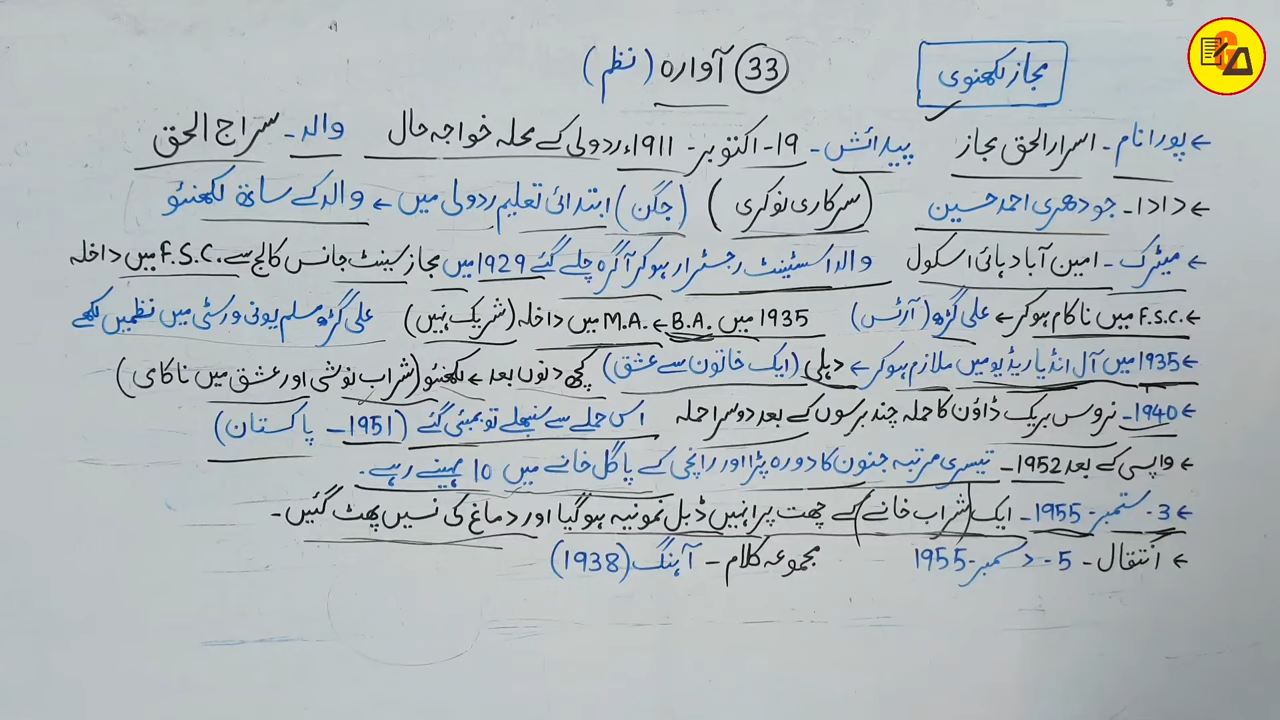 مجاز لکھنوی
33 آوارہ (نظم)
← پورا نام - اسرارالحق مجاز پیدائش - 19- اکتوبر - 1911ء ردولی کے محلہ خواجہ حال والد - سراج الحق
← دادا - چودھری احمد حسین (سرکاری نوکری) (جگن) ابتدائی تعلیم ردولی میں ← والد کے ساتھ لکھنئو
← میٹرک - امین آباد ہائی اسکول والد اسسٹینٹ رجسٹرار ہو کر آگرہ چلے گئے 1929 میں مجاز سینٹ جانس کالج سے F.S.C. میں داخلہ
← F.S.C. میں ناکام ہو کر ← علی گڑھ (آرٹس) 1935 میں B.A. ← M.A. میں داخلہ (شریک نہیں) علی گڑھ مسلم یونی ورسٹی میں نظمیں لکھے
← 1935 میں آل انڈیا ریڈیو میں ملازم ہو کر ← دہلی (ایک خاتون سے عشق) کچھ دنوں بعد ← لکھنئو (شراب نوشی اور عشق میں ناکامی)
← 1940 - نروس بریک ڈاؤن کا حملہ چند برسوں کے بعد دوسرا حملہ اس حملے سے سنبھلے تو بمبئی گئے (1951 - پاکستان)
← واپسی کے بعد 1952 - تیسری مرتبہ جنون کا دورہ پڑا اور رانچی کے پاگل خانے میں 10 مہینے رہے۔
← 3 - ستمبر - 1955 - ایک (شراب خانے) کے چھت پر انہیں ڈبل نمونیہ ہو گیا اور دماغ کی نسیں پھٹ گئیں -
← انتقال - 5 - دسمبر - 1955 مجموعہ کلام - آہنگ (1938)